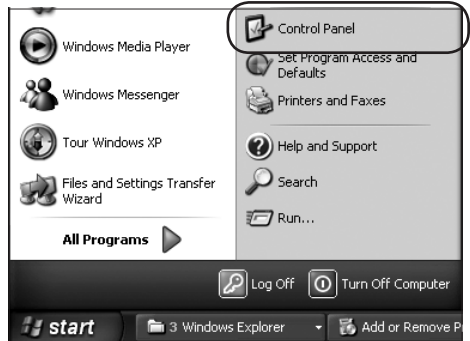 Windows Media Player
Windows Messenger
Tour Windows XP
Files and Settings Transfer
Wizard
All Programs
Control Panel
Set Program Access and
Defaults
Printers and Faxes
Help and Support
Search
Run...
Log Off
Turn Off Computer
start
3 Windows Explorer
Add or Remove